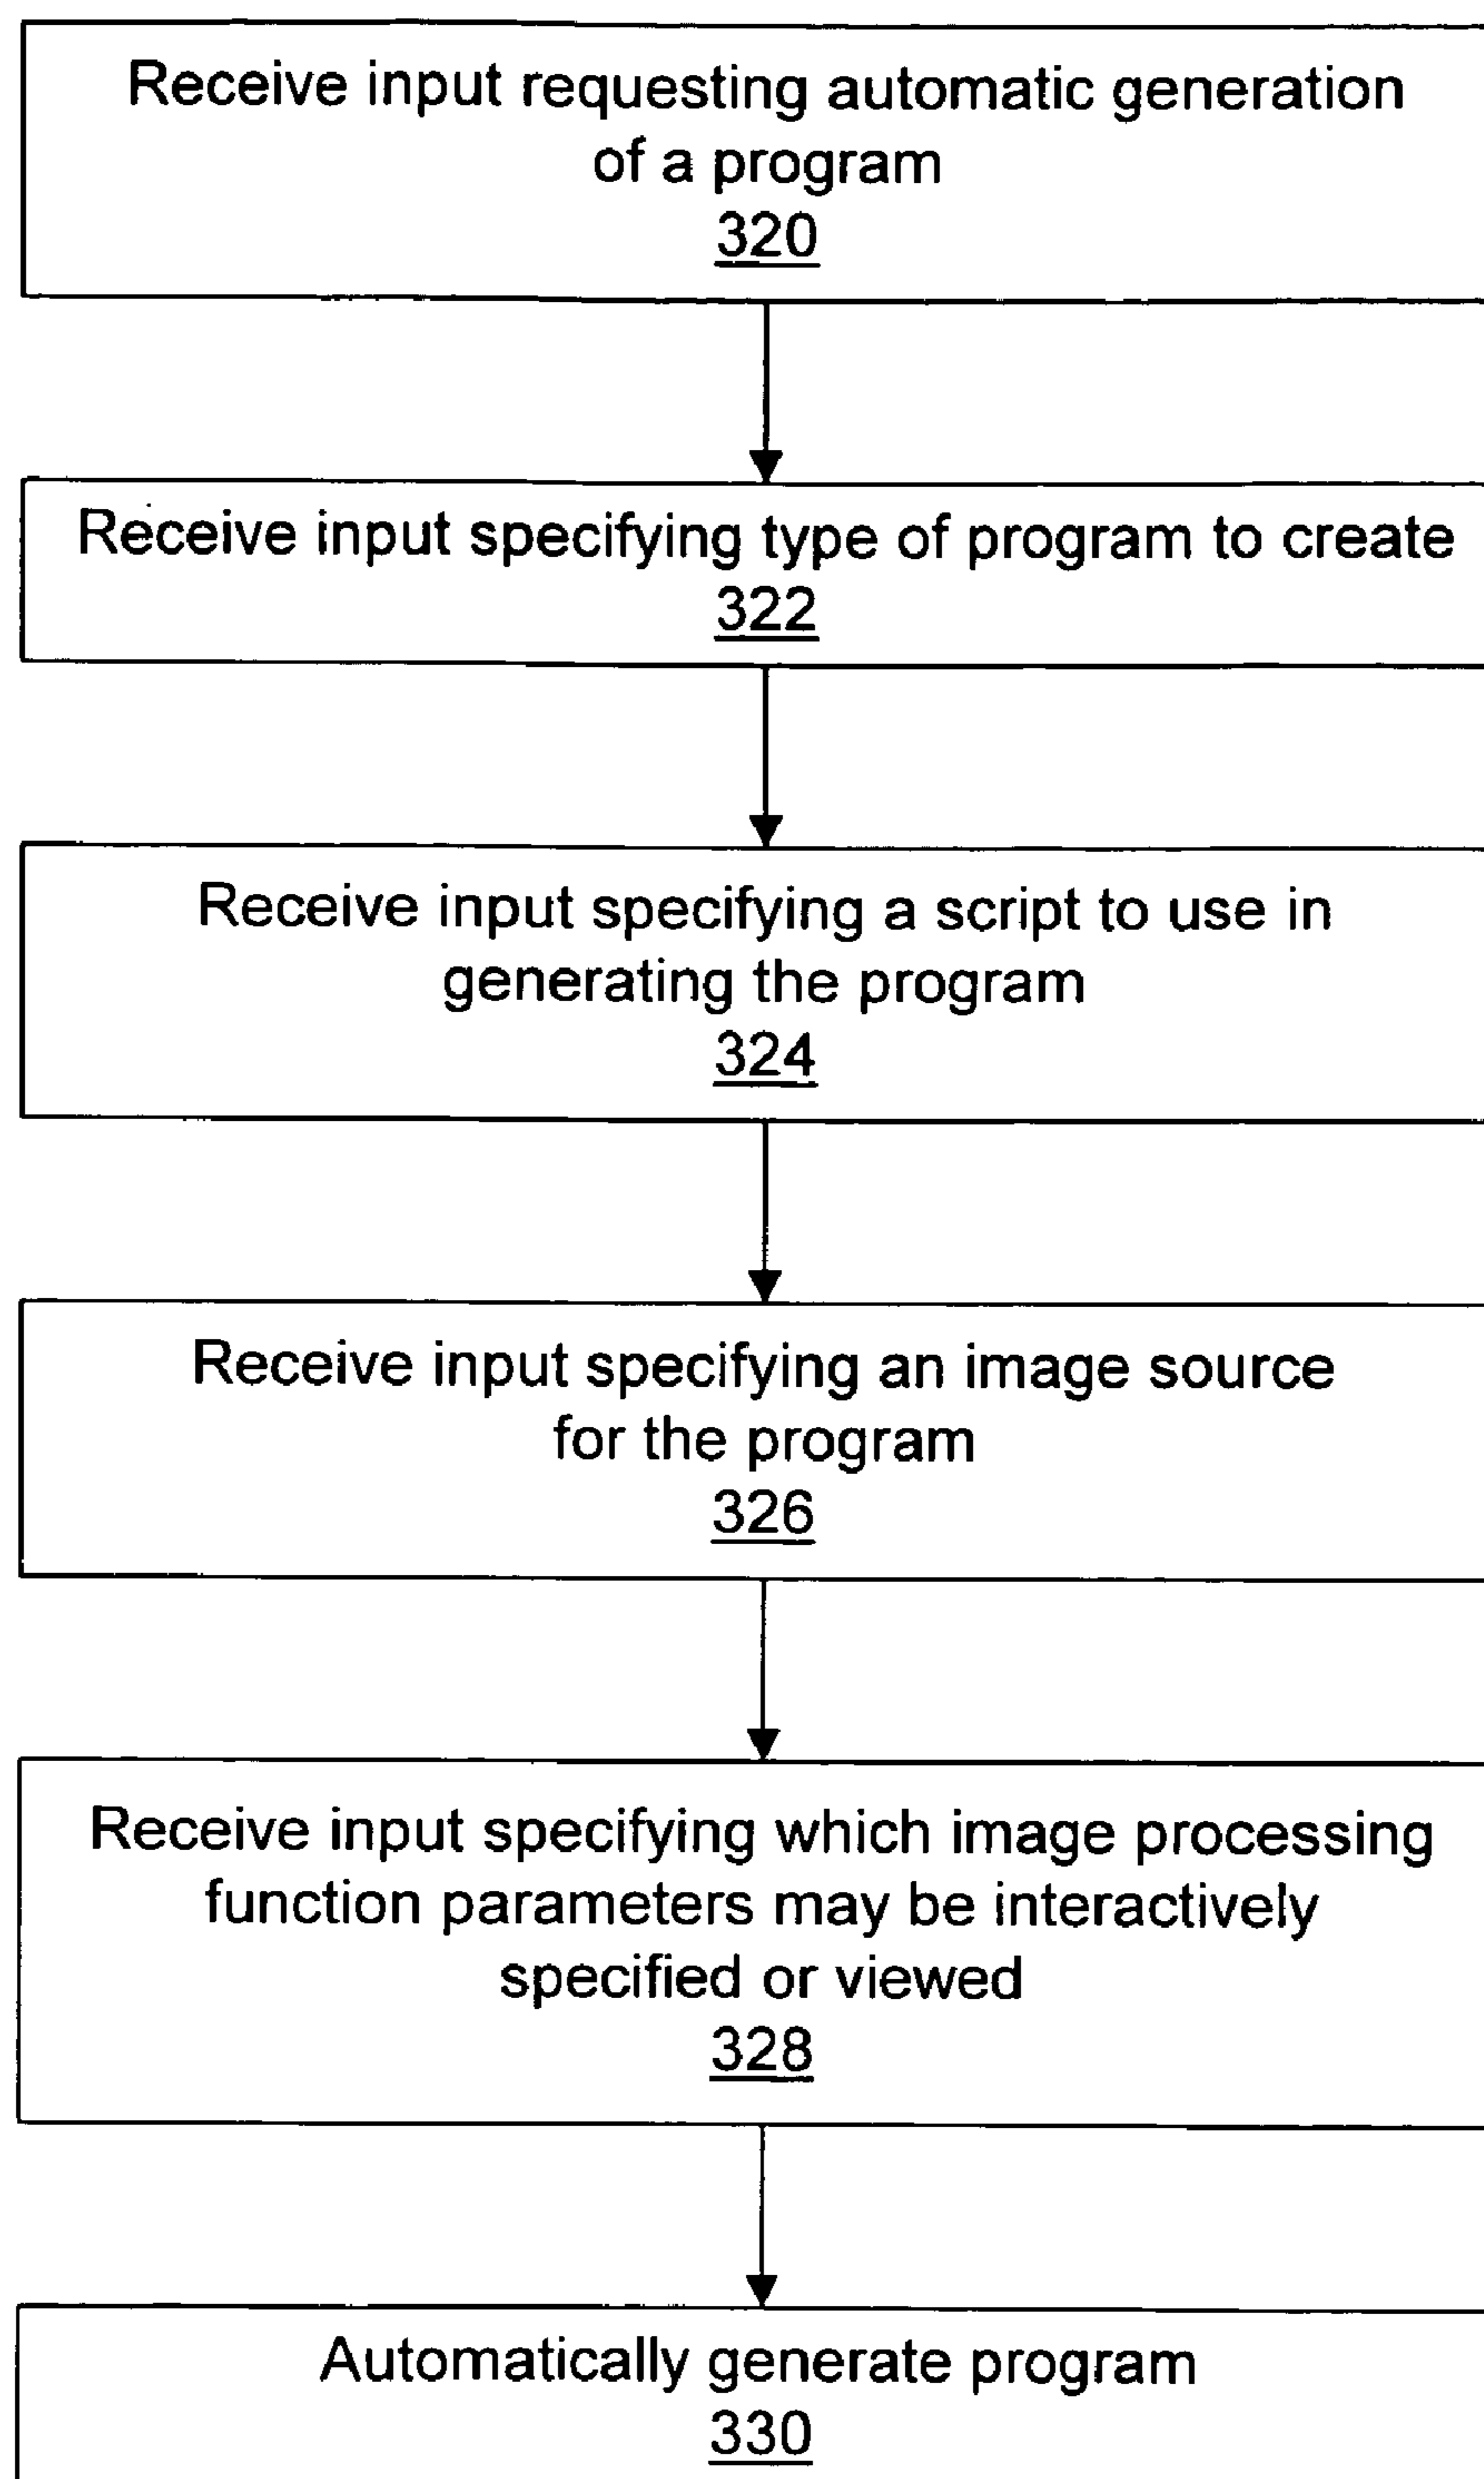 Receive input requesting automatic generation
of a program
320
Receive input specifying type of program to create
322
Receive input specifying a script to use in
generating the program
324
Receive input specifying an image source
for the program
326
Receive input specifying which image processing
function parameters may be interactively
specified or viewed
328
Automatically generate program
330